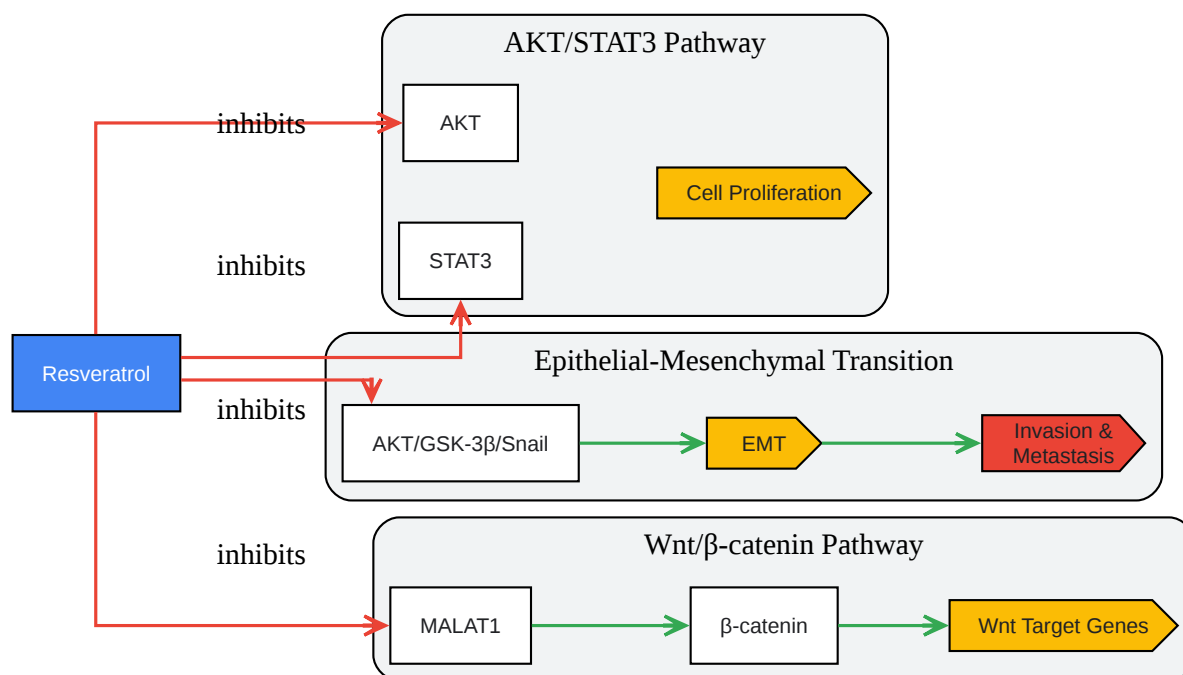 AKT/STAT3 Pathway
inhibits
AKT
Cell Proliferation
inhibits
STAT3
Resveratrol
Epithelial-Mesenchymal Transition
inhibits
AKT/GSK-3β/Snail
EMT
Invasion &
Metastasis
Wnt/β-catenin Pathway
inhibits
MALAT1
β-catenin
Wnt Target Genes